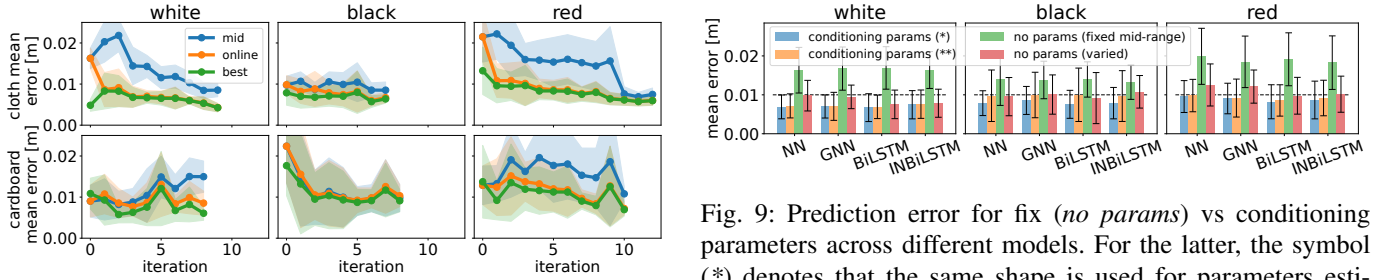 white black red
cloth mean
error [m]
0.02
0.01
0.00
mid
online
best
cardboard
mean error [m]
0.02
0.01
0.00
0 5 10 0 5 10 0 5 10
iteration iteration iteration
white black red
mean error [m]
0.02
0.01
0.00
conditioning params (*)
conditioning params (**)
no params (fixed mid-range)
no params (varied)
NN GNN BiLSTM INBiLSTM NN GNN BiLSTM INBiLSTM NN GNN BiLSTM INBiLSTM
Fig. 9: Prediction error for fix (no params) vs conditioning
parameters across different models. For the latter, the symbol
(*) denotes that the same shape is used for parameters esti-